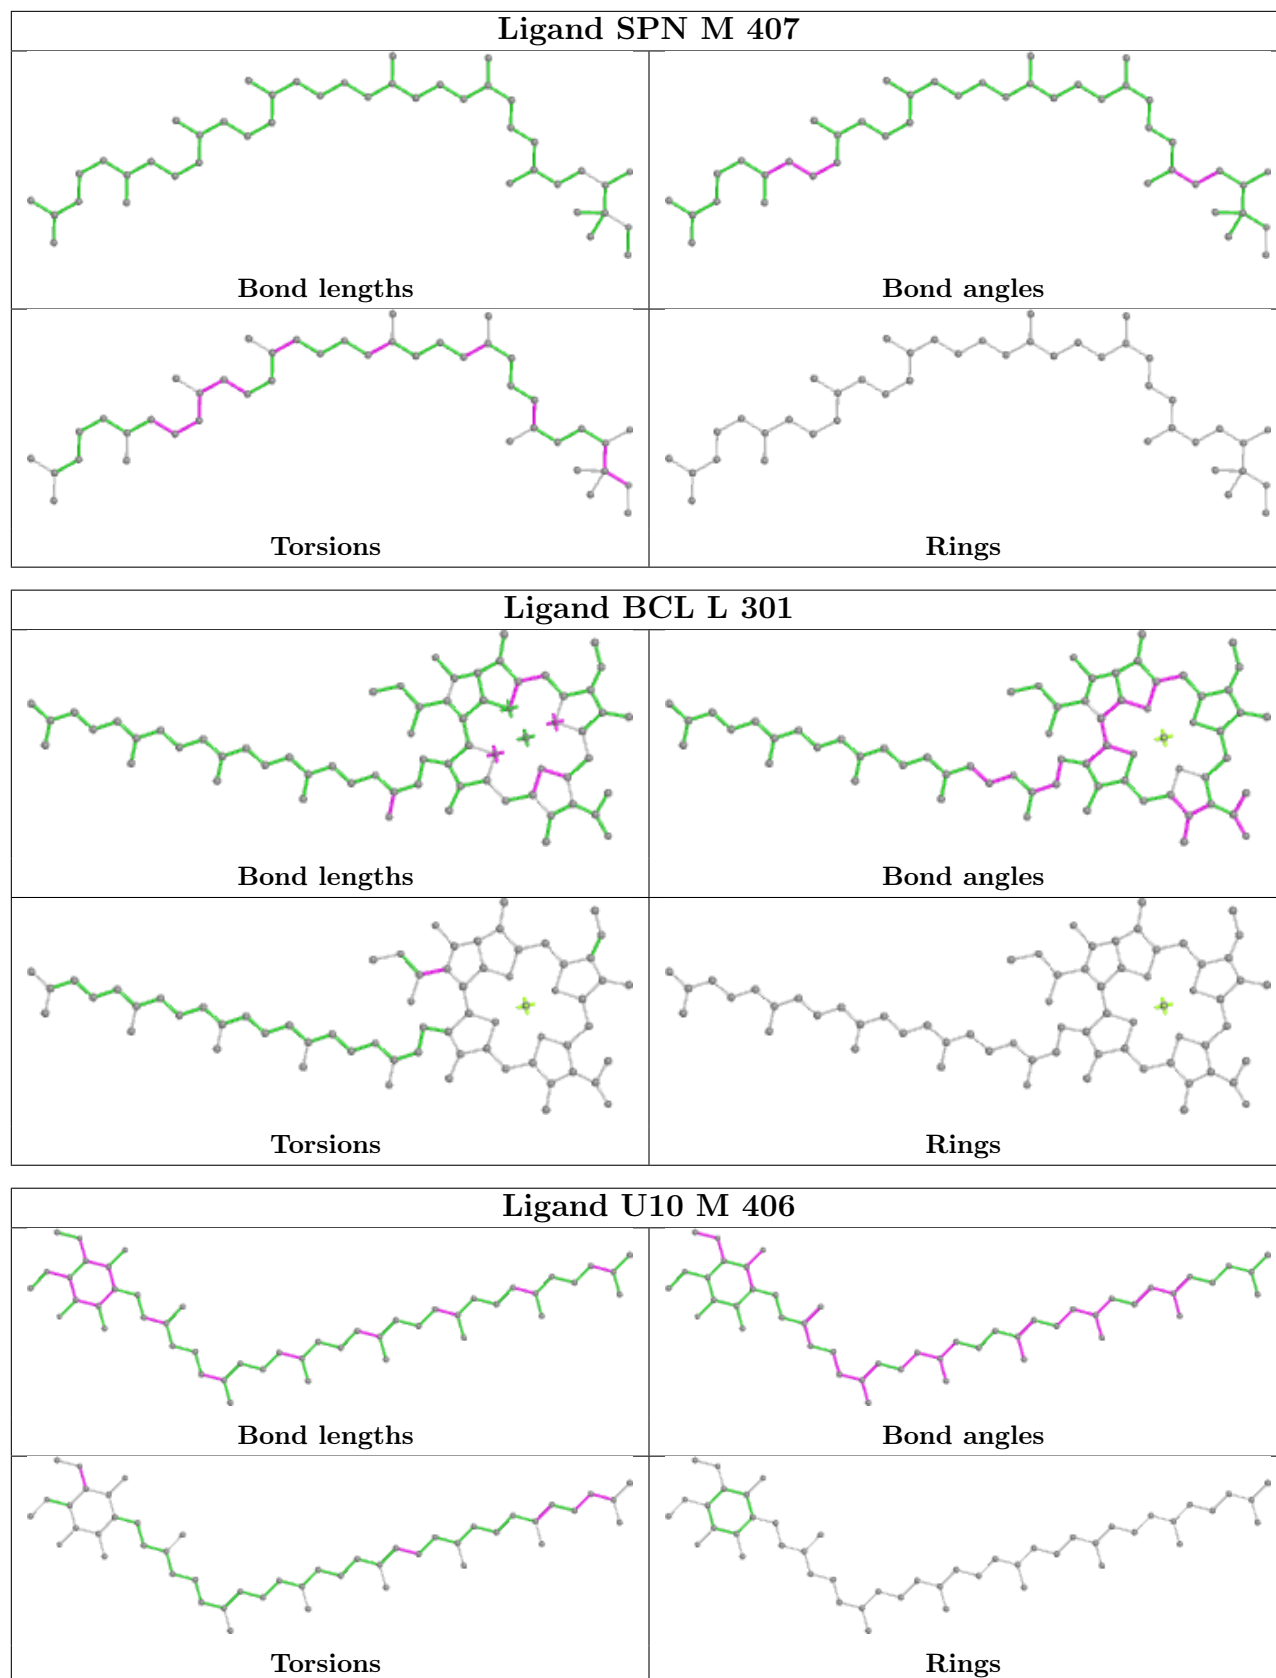 Ligand SPN M 407
Bond lengths
Bond angles
Torsions
Rings
Ligand BCL L 301
Bond lengths
Bond angles
Torsions
Rings
Ligand U10 M 406
Bond lengths
Bond angles
Torsions
Rings